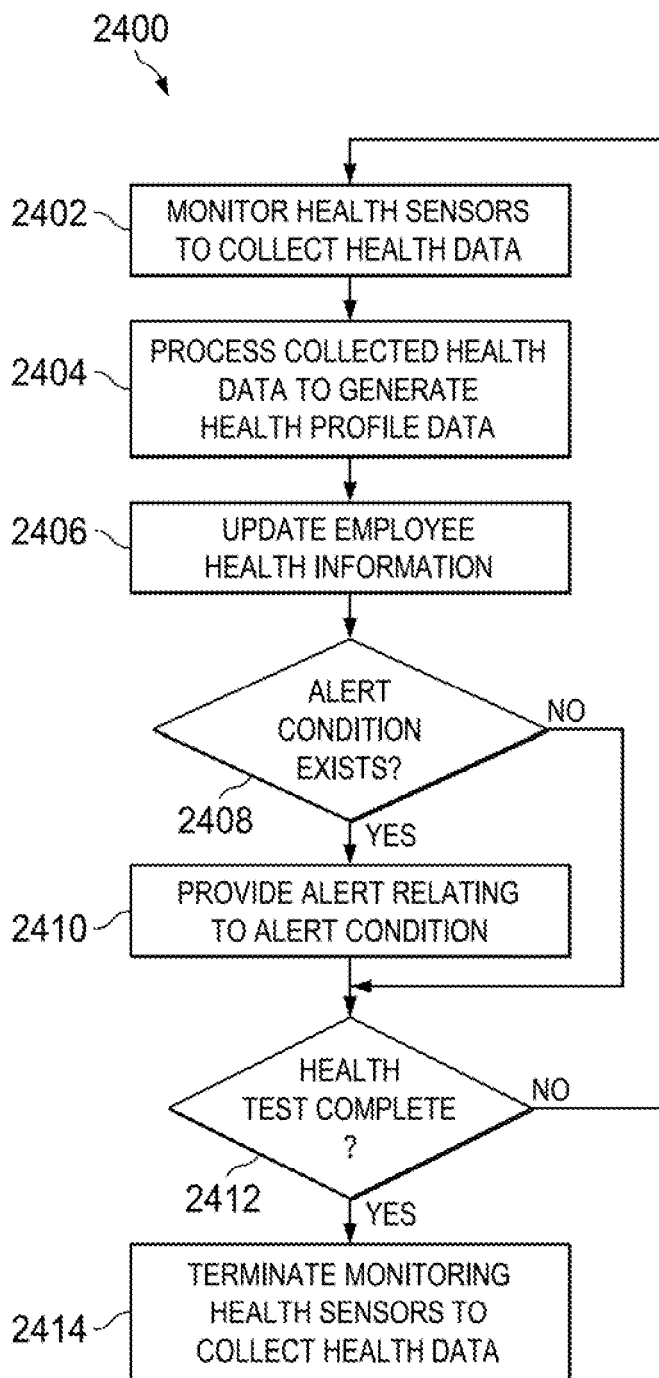 2400
2402
MONITOR HEALTH SENSORS
TO COLLECT HEALTH DATA
2404
PROCESS COLLECTED HEALTH
DATA TO GENERATE
HEALTH PROFILE DATA
2406
UPDATE EMPLOYEE
HEALTH INFORMATION
ALERT
CONDITION
EXISTS?
NO
2408
YES
2410
PROVIDE ALERT RELATING
TO ALERT CONDITION
HEALTH
TEST COMPLETE
?
NO
2412
YES
2414
TERMINATE MONITORING
HEALTH SENSORS TO
COLLECT HEALTH DATA